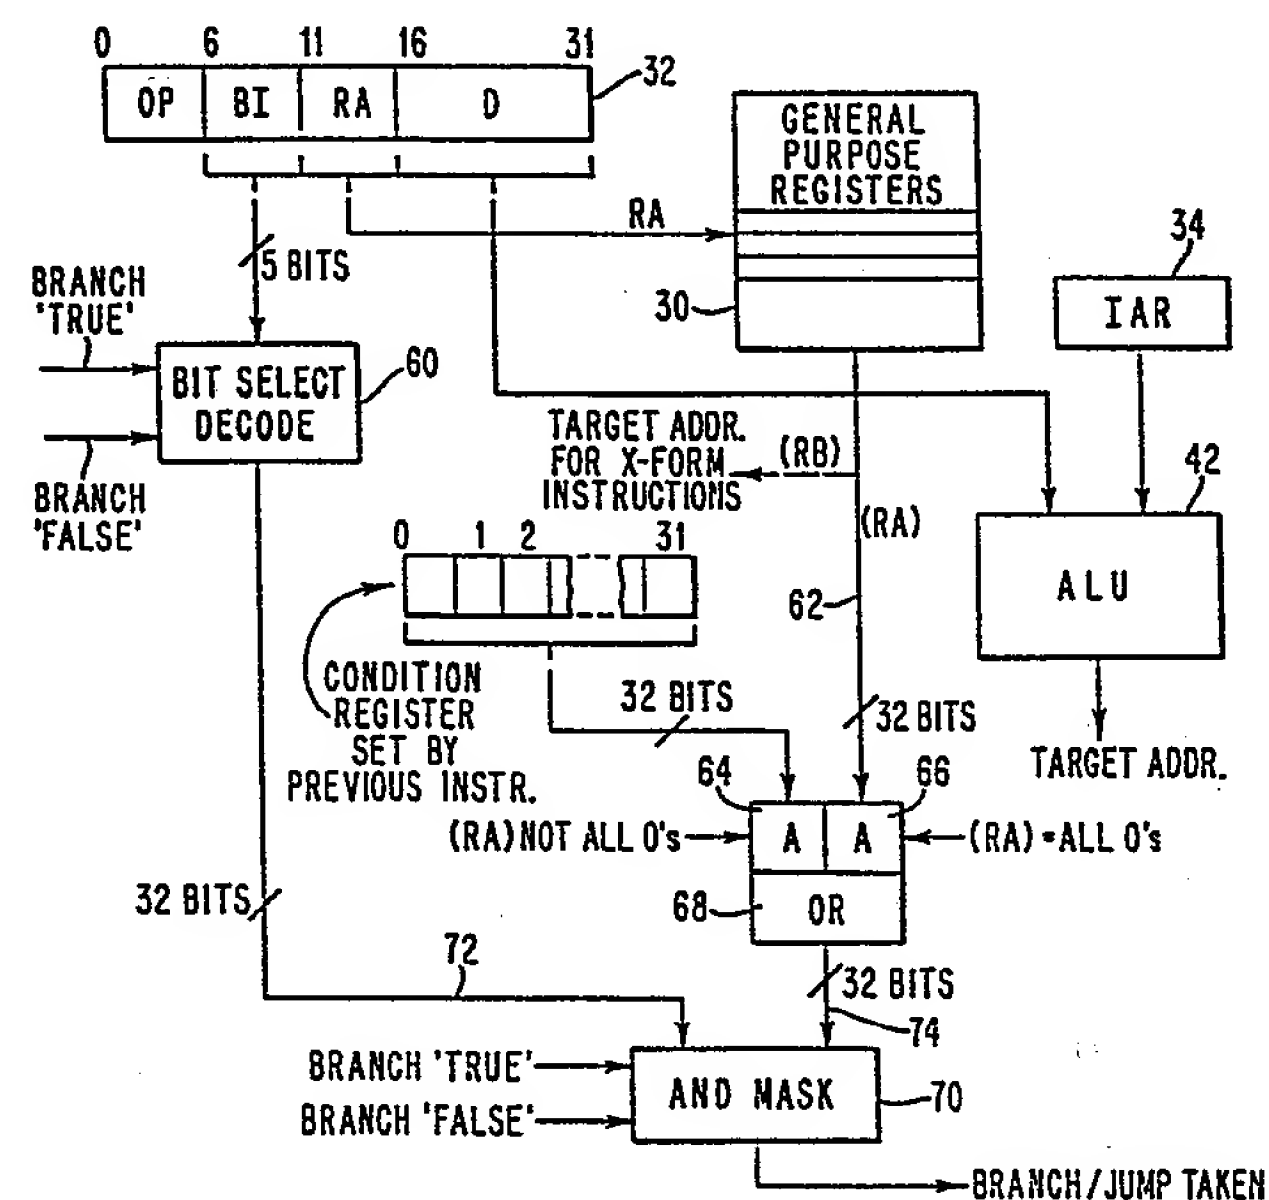 0 6 11 16 31
OP BI RA D
32
GENERAL
PURPOSE
REGISTERS
RA
34
5 BITS
BRANCH
'TRUE'
30
IAR
60
BIT SELECT
DECODE
TARGET ADDR.
FOR X-FORM
INSTRUCTIONS
(RB)
42
BRANCH
'FALSE'
(RA)
0 1 2 31
ALU
62
CONDITION
REGISTER
SET BY
PREVIOUS INSTR.
32 BITS
32 BITS
TARGET ADDR.
64
66
(RA) NOT ALL 0's
A A
(RA) = ALL 0's
32 BITS
68
OR
72
32 BITS
74
BRANCH 'TRUE'
BRANCH 'FALSE'
AND MASK
70
BRANCH/JUMP TAKEN